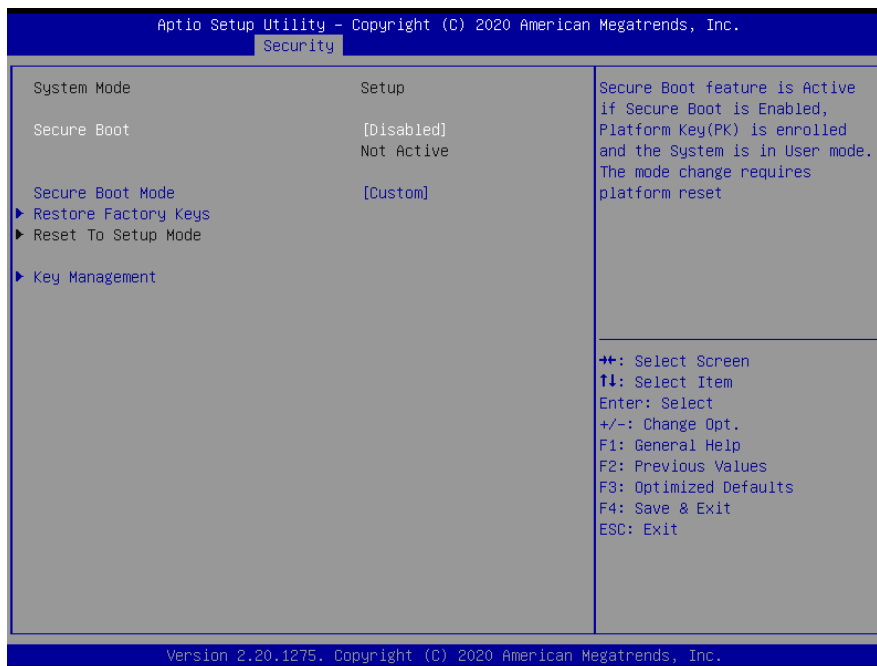 Aptio Setup Utility – Copyright (C) 2020 American Megatrends, Inc.
Security
System Mode Setup
Secure Boot [Disabled]
Not Active
Secure Boot Mode [Custom]
▶ Restore Factory Keys
▶ Reset To Setup Mode
▶ Key Management
Secure Boot feature is Active
if Secure Boot is Enabled,
Platform Key(PK) is enrolled
and the System is in User mode.
The mode change requires
platform reset
→←: Select Screen
↑↓: Select Item
Enter: Select
+/-: Change Opt.
F1: General Help
F2: Previous Values
F3: Optimized Defaults
F4: Save & Exit
ESC: Exit
Version 2.20.1275. Copyright (C) 2020 American Megatrends, Inc.